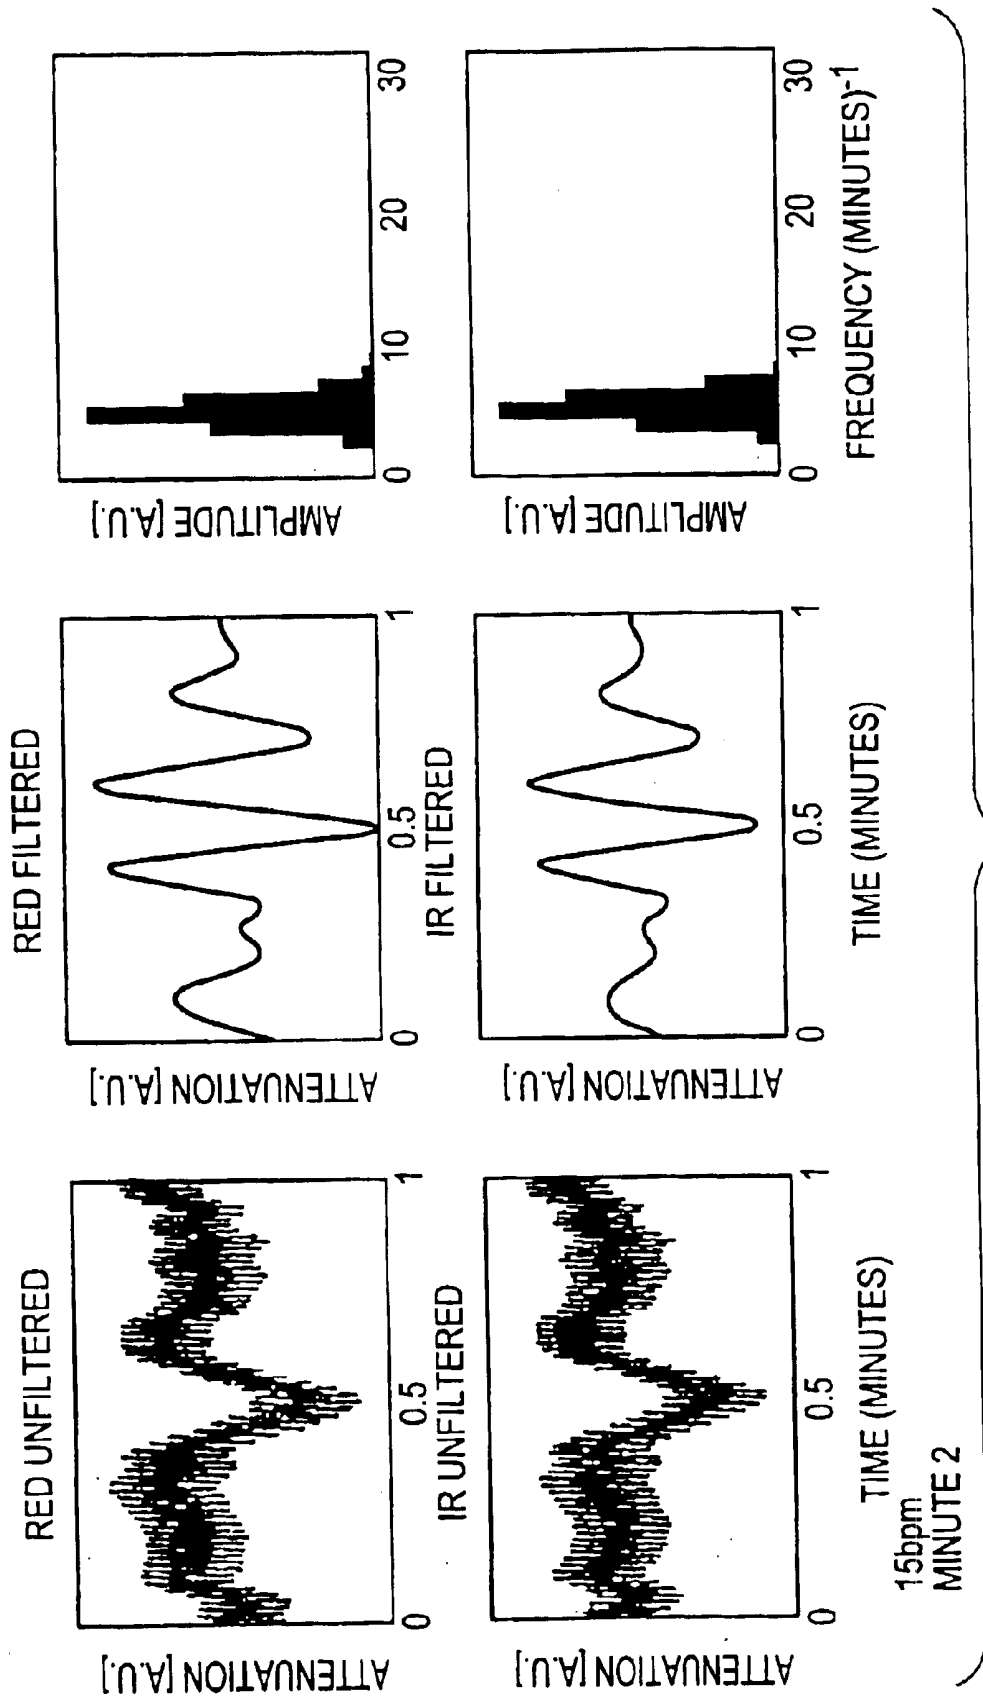 RED UNFILTERED
ATTENUATION [A.U.]
0
0.5
1
IR UNFILTERED
ATTENUATION [A.U.]
0
0.5
1
TIME (MINUTES)
15bpm
MINUTE 2
RED FILTERED
ATTENUATION [A.U.]
0
0.5
1
IR FILTERED
ATTENUATION [A.U.]
0
0.5
1
TIME (MINUTES)
AMPLITUDE [A.U.]
0
10
20
30
AMPLITUDE [A.U.]
0
10
20
30
FREQUENCY (MINUTES)-1